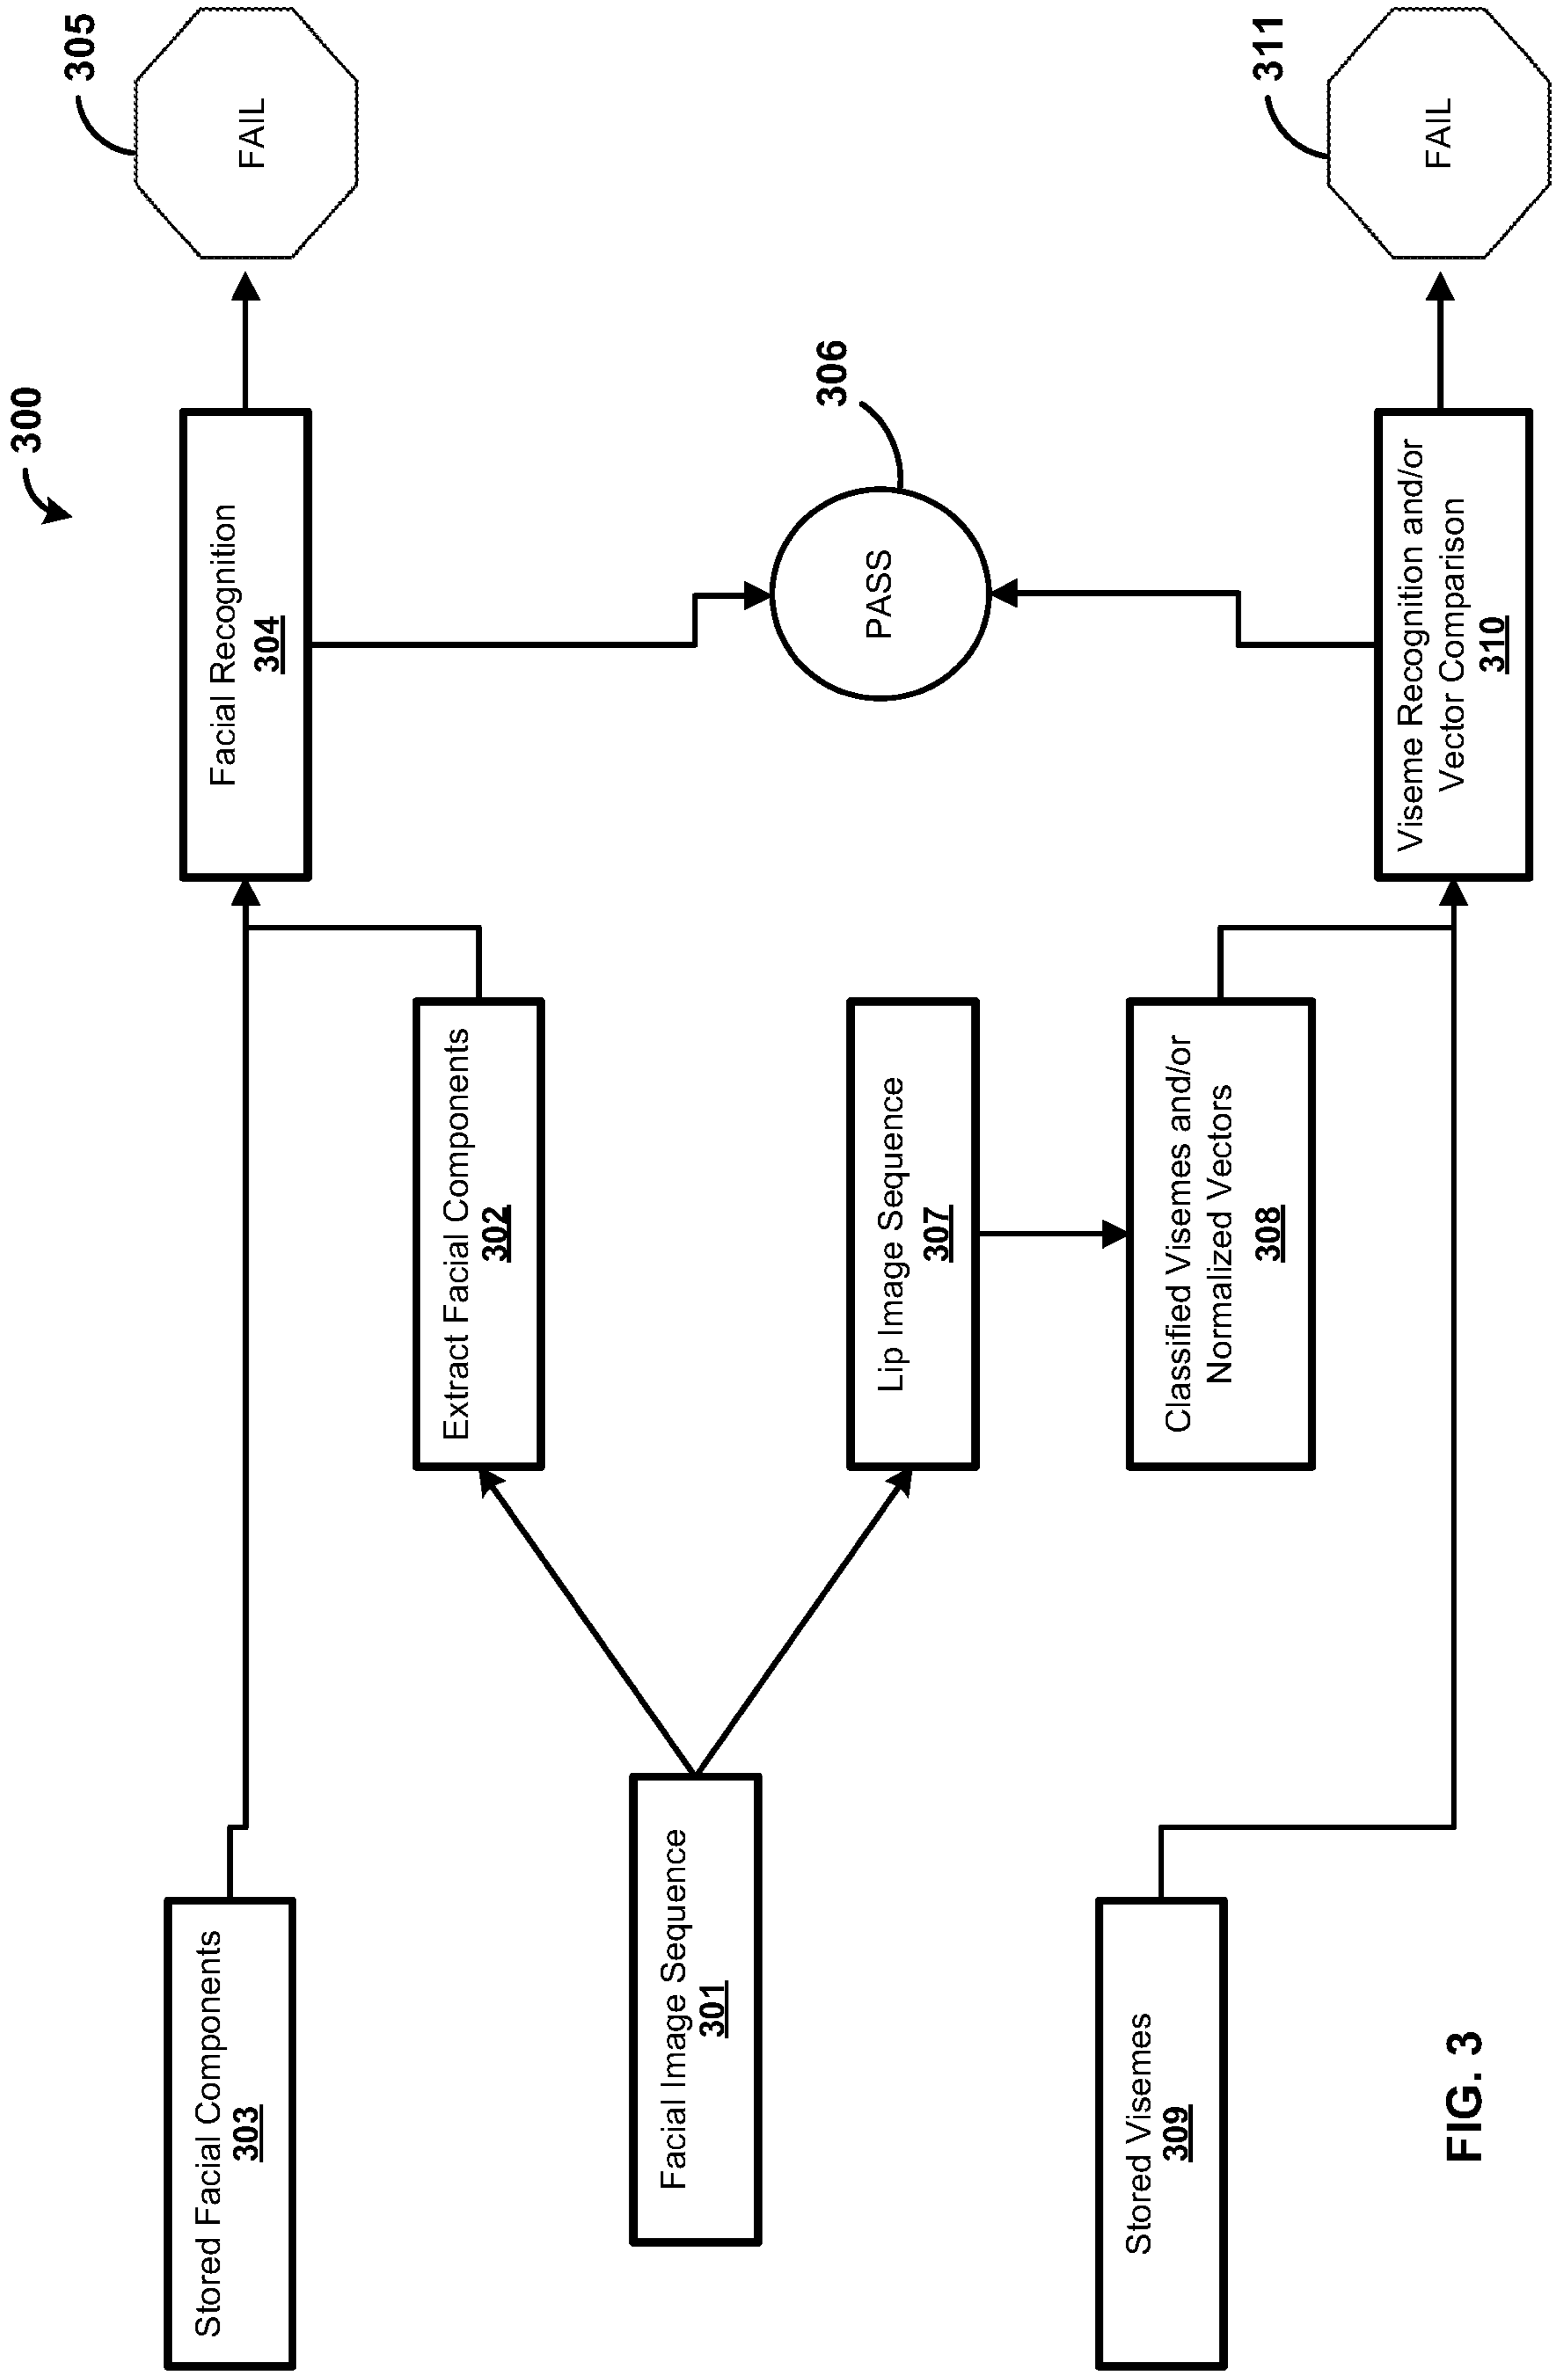 300
Stored Facial Components
303
Facial Recognition
304
305
FAIL
Extract Facial Components
302
Facial Image Sequence
301
306
PASS
Lip Image Sequence
307
Classified Visemes and/or
Normalized Vectors
308
Stored Visemes
309
Viseme Recognition and/or
Vector Comparison
310
311
FAIL
FIG. 3